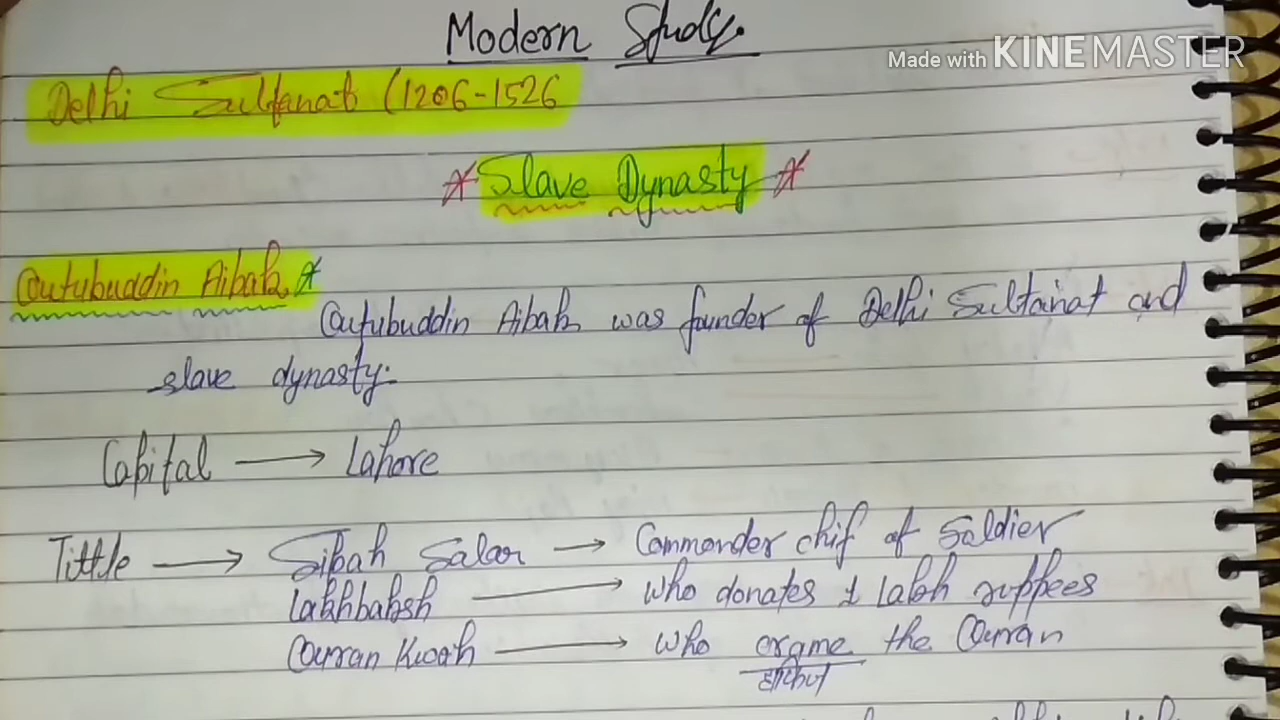 Modern Study.
Made with KINEMASTER
Delhi Sultanat (1206-1526
* Slave Dynasty *
Qutubuddin Aibak *
Qutubuddin Aibak was founder of Delhi Sultanat and
slave dynasty.
Capital → Lahore
Tittle → Sipah Salar → Commander chif of Soldier
Lakhbaksh → who donates 1 Lakh ruppees
Quran Kwah → who crame the Quran